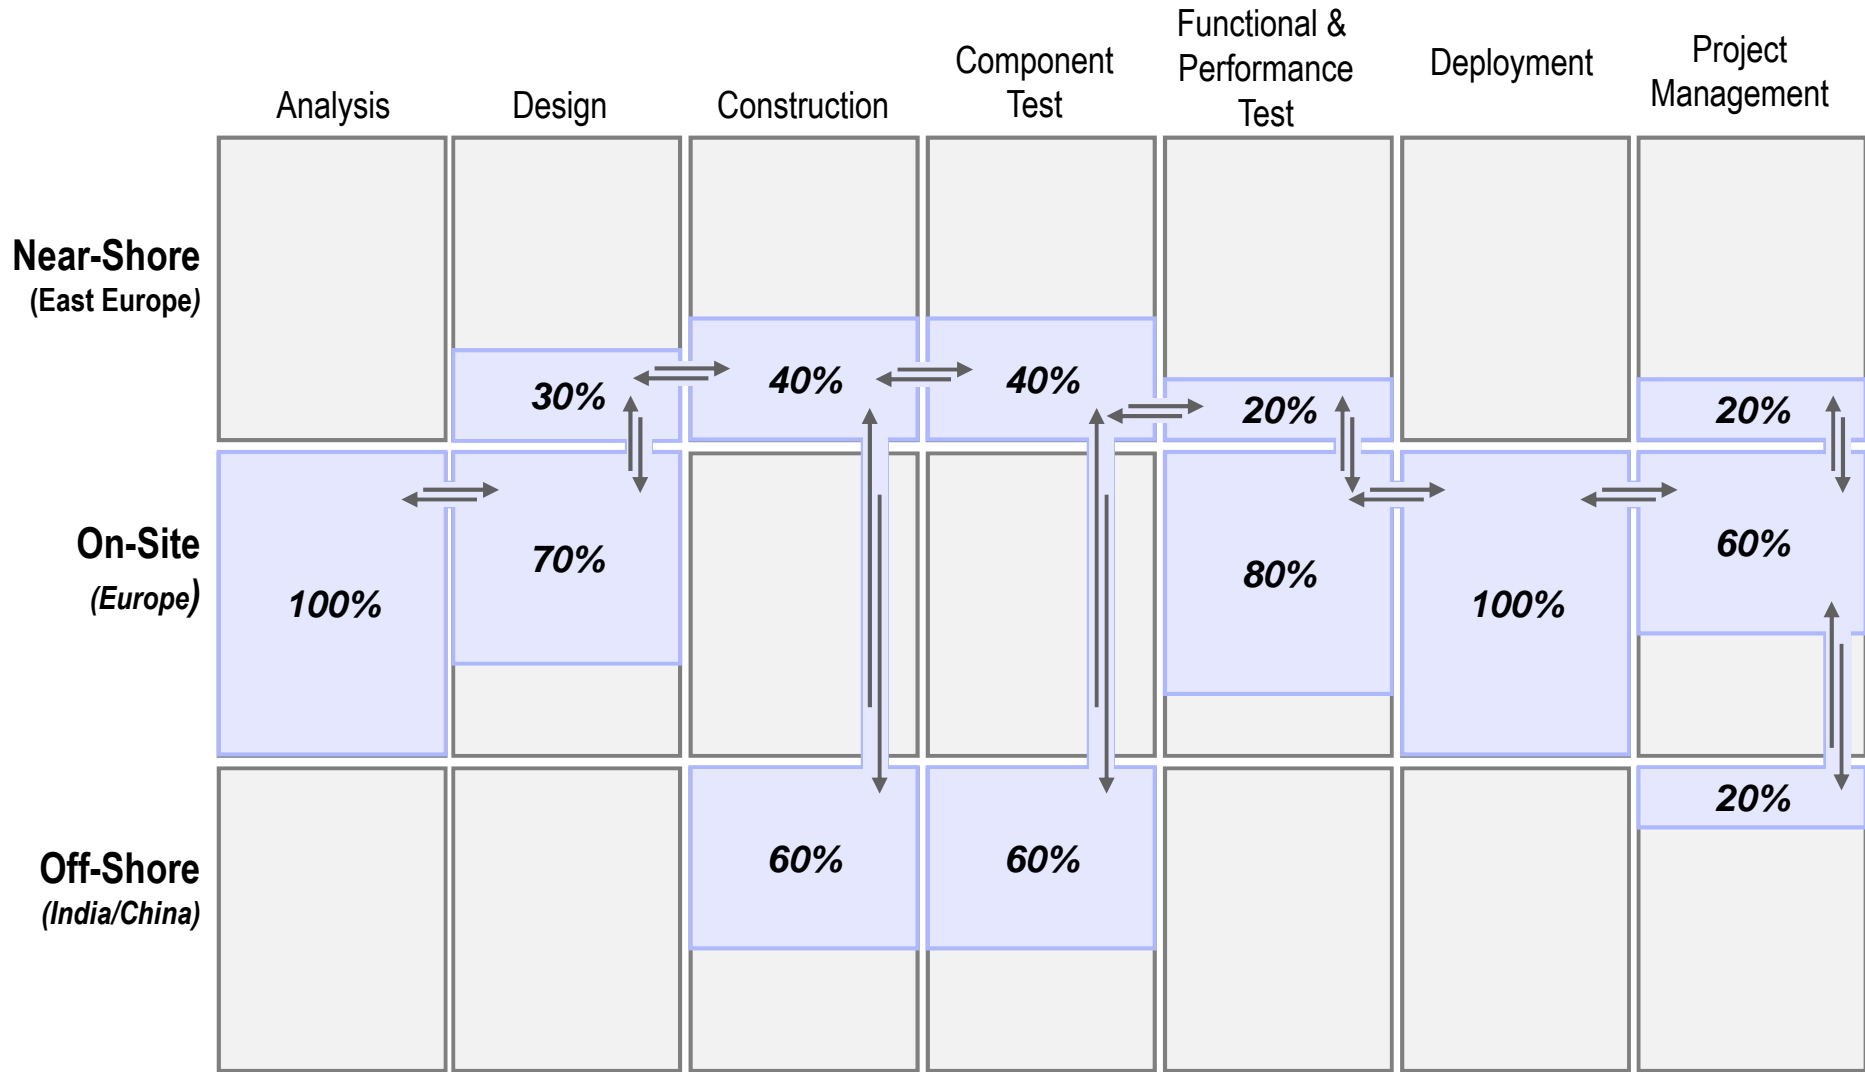 Analysis
Design
Construction
Component
Test
Functional &
Performance
Test
Deployment
Project
Management
Near-Shore
(East Europe)
30%
40%
40%
20%
20%
On-Site
(Europe)
100%
70%
80%
100%
60%
Off-Shore
(India/China)
60%
60%
20%